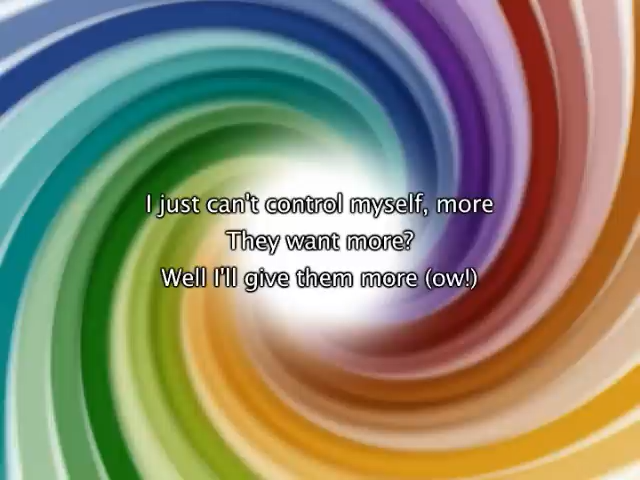 I just can't control myself, more
They want more?
Well I'll give them more (ow!)